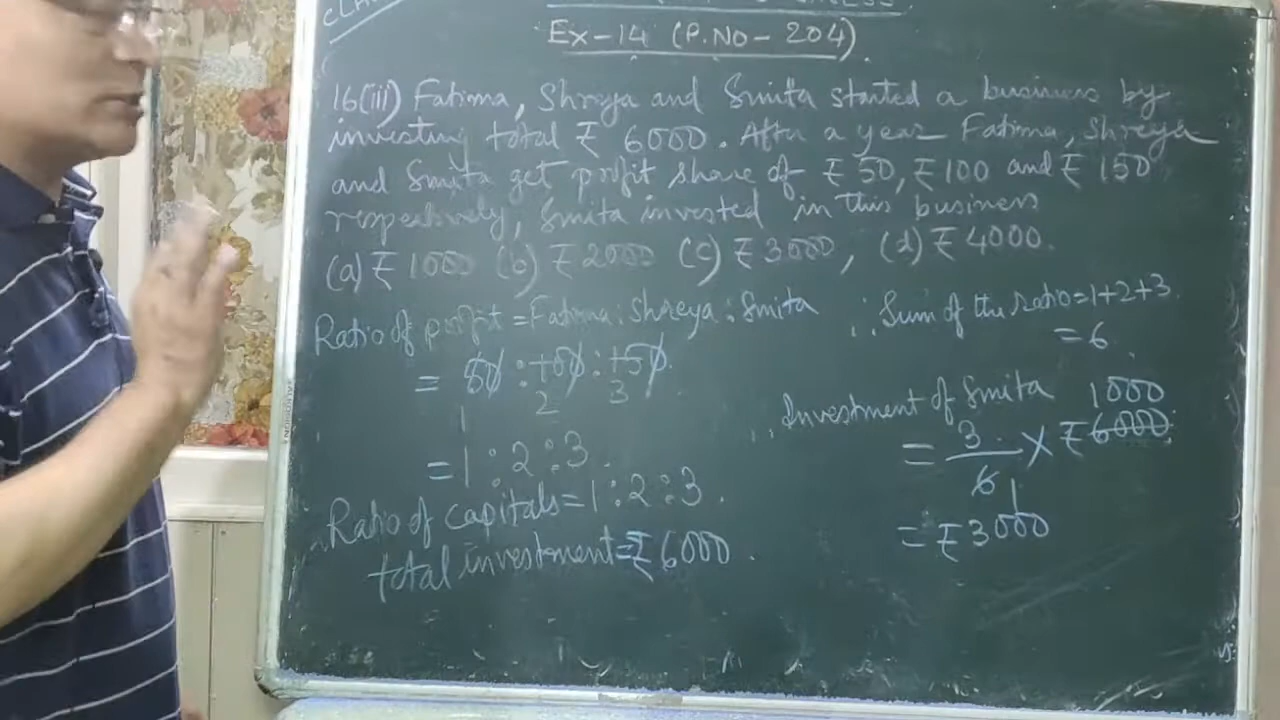 CLA
Ex-14 (P.NO- 204)
16(iii) Fatima, Shreya and Smita started a business by
investing total ₹ 6000. After a year Fatima, Shreya
and Smita get profit share of ₹ 50, ₹ 100 and ₹ 150
respectively, Smita invested in this business
(a) ₹ 1000 (b) ₹ 2000 (c) ₹ 3000, (d) ₹ 4000.
Ratio of profit = Fatima : Shreya : Smita
= 50 : 100 : 150
1 2 3
= 1 : 2 : 3
Ratio of capitals = 1 : 2 : 3.
total investment = ₹ 6000.
∴ Sum of the ratio = 1+2+3
= 6
∴ Investment of Smita
1000
= 3/6 X ₹ 6000
1
= ₹ 3000